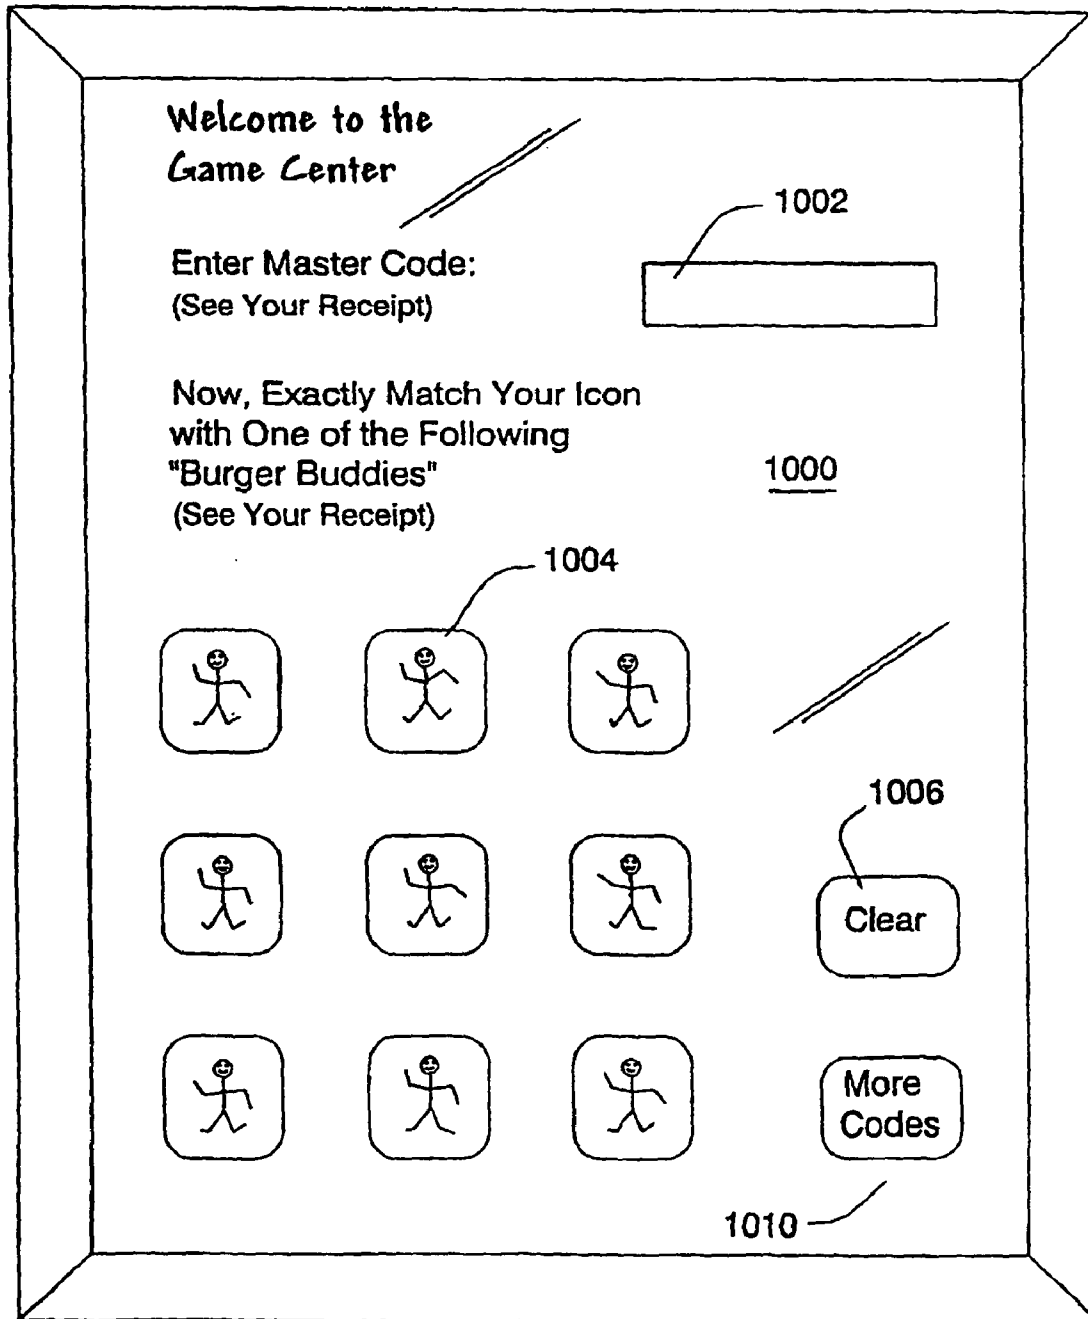 Welcome to the
Game Center
1002
Enter Master Code:
(See Your Receipt)
Now, Exactly Match Your Icon
with One of the Following
"Burger Buddies"
1000
(See Your Receipt)
1004
1006
Clear
More
Codes
1010